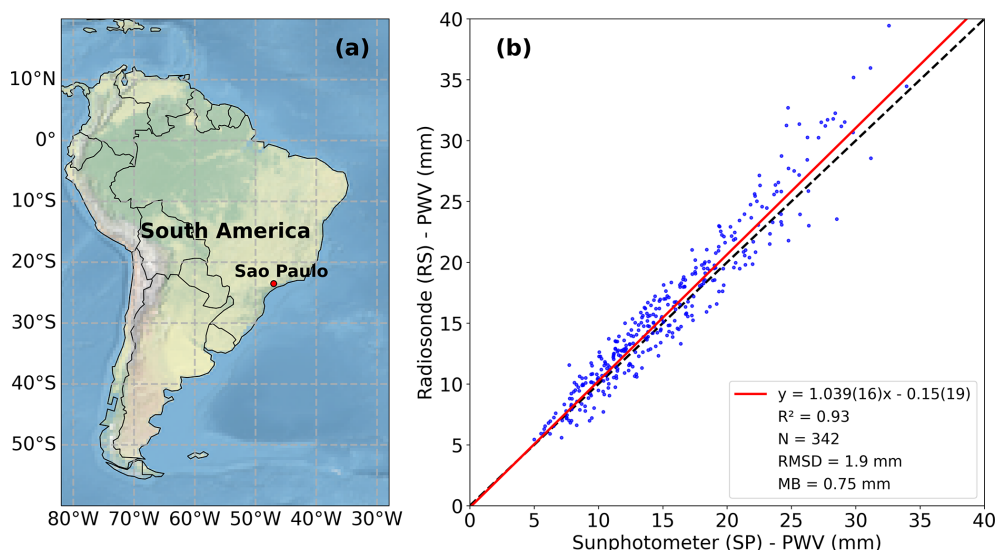 (a)
10°N
0°
10°S
20°S
30°S
40°S
50°S
80°W 70°W 60°W 50°W 40°W 30°W
South America
Sao Paulo
(b)
Radiosonde (RS) - PWV (mm)
40
35
30
25
20
15
10
5
0
0 5 10 15 20 25 30 35 40
Sunphotometer (SP) - PWV (mm)
y = 1.039(16)x - 0.15(19)
R² = 0.93
N = 342
RMSD = 1.9 mm
MB = 0.75 mm